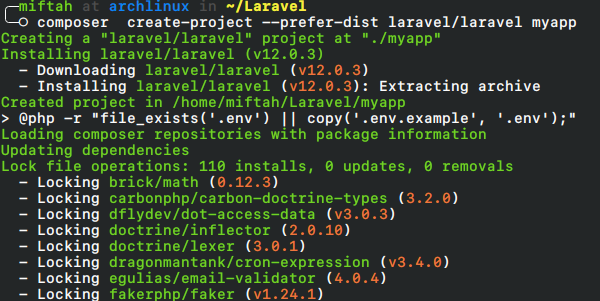 miftah at archlinux in ~/Laravel
composer  create-project --prefer-dist laravel/laravel myapp
Creating a "laravel/laravel" project at "./myapp"
Installing laravel/laravel (v12.0.3)
  - Downloading laravel/laravel (v12.0.3)
  - Installing laravel/laravel (v12.0.3): Extracting archive
Created project in /home/miftah/Laravel/myapp
> @php -r "file_exists('.env') || copy('.env.example', '.env');"
Loading composer repositories with package information
Updating dependencies
Lock file operations: 110 installs, 0 updates, 0 removals
  - Locking brick/math (0.12.3)
  - Locking carbonphp/carbon-doctrine-types (3.2.0)
  - Locking dflydev/dot-access-data (v3.0.3)
  - Locking doctrine/inflector (2.0.10)
  - Locking doctrine/lexer (3.0.1)
  - Locking dragonmantank/cron-expression (v3.4.0)
  - Locking egulias/email-validator (4.0.4)
  - Locking fakerphp/faker (v1.24.1)